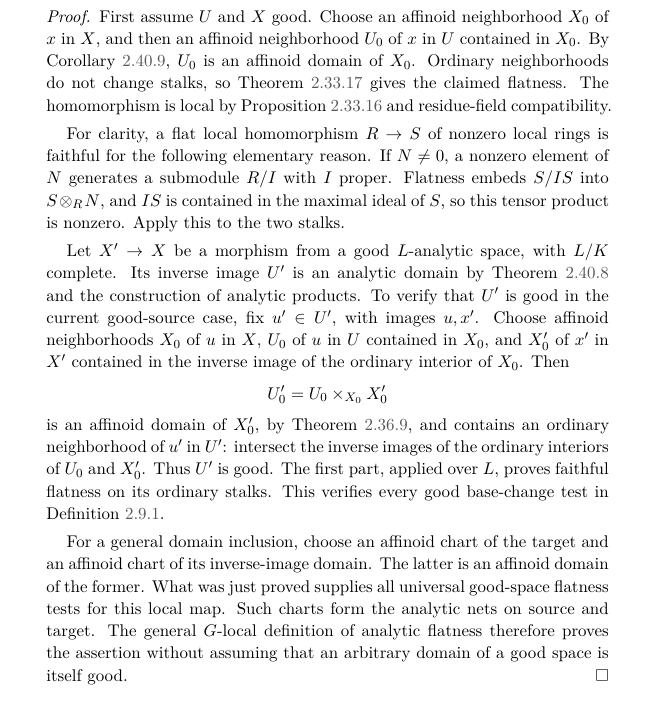 Proof. First assume U and X good. Choose an affinoid neighborhood X₀ of
x in X, and then an affinoid neighborhood U₀ of x in U contained in X₀. By
Corollary 2.40.9, U₀ is an affinoid domain of X₀. Ordinary neighborhoods
do not change stalks, so Theorem 2.33.17 gives the claimed flatness. The
homomorphism is local by Proposition 2.33.16 and residue-field compatibility.
For clarity, a flat local homomorphism R → S of nonzero local rings is
faithful for the following elementary reason. If N ≠ 0, a nonzero element of
N generates a submodule R/I with I proper. Flatness embeds S/IS into
S⊗_R N, and IS is contained in the maximal ideal of S, so this tensor product
is nonzero. Apply this to the two stalks.
Let X′ → X be a morphism from a good L-analytic space, with L/K
complete. Its inverse image U′ is an analytic domain by Theorem 2.40.8
and the construction of analytic products. To verify that U′ is good in the
current good-source case, fix u′ ∈ U′, with images u, x′. Choose affinoid
neighborhoods X₀ of u in X, U₀ of u in U contained in X₀, and X′₀ of x′ in
X′ contained in the inverse image of the ordinary interior of X₀. Then
U′₀ = U₀ ×_{X₀} X′₀
is an affinoid domain of X′₀, by Theorem 2.36.9, and contains an ordinary
neighborhood of u′ in U′: intersect the inverse images of the ordinary interiors
of U₀ and X′₀. Thus U′ is good. The first part, applied over L, proves faithful
flatness on its ordinary stalks. This verifies every good base-change test in
Definition 2.9.1.
For a general domain inclusion, choose an affinoid chart of the target and
an affinoid chart of its inverse-image domain. The latter is an affinoid domain
of the former. What was just proved supplies all universal good-space flatness
tests for this local map. Such charts form the analytic nets on source and
target. The general G-local definition of analytic flatness therefore proves
the assertion without assuming that an arbitrary domain of a good space is
itself good. □